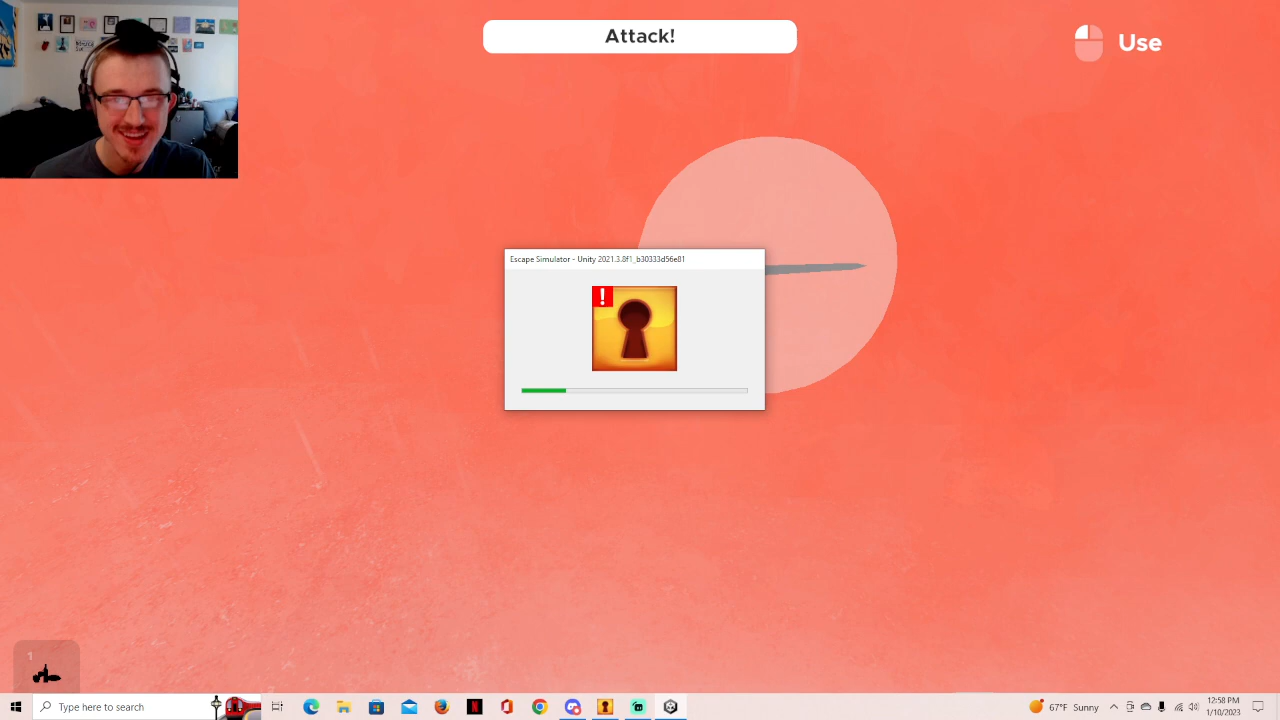 Attack!
Use
Escape Simulator - Unity 2021.3.8f1_b30333d56e81
!
1
Type here to search
N
67°F Sunny
12:58 PM
1/10/2023